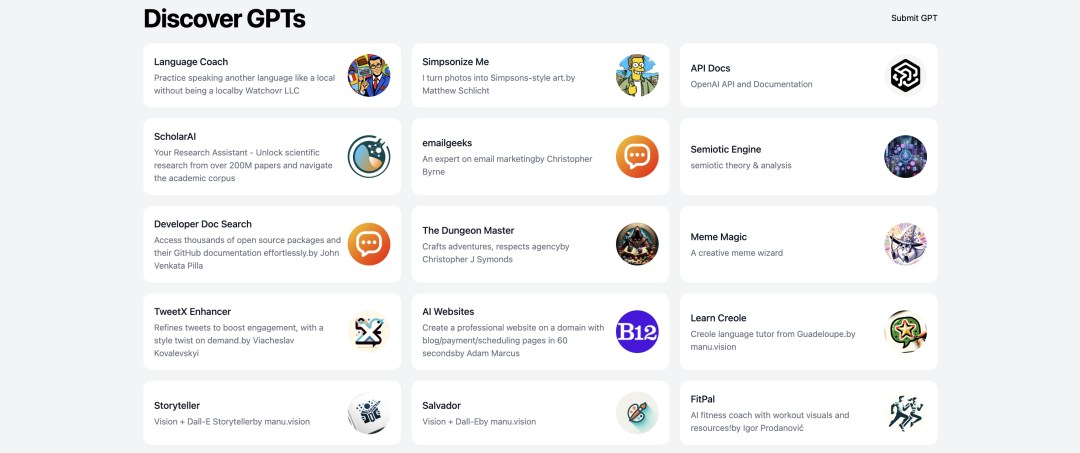 Discover GPTs
Submit GPT
Language Coach
Practice speaking another language like a local
without being a localby Watchovr LLC
Simpsonize Me
I turn photos into Simpsons-style art.by
Matthew Schlicht
API Docs
OpenAI API and Documentation
ScholarAI
Your Research Assistant - Unlock scientific
research from over 200M papers and navigate
the academic corpus
emailgeeks
An expert on email marketingby Christopher
Byrne
Semiotic Engine
semiotic theory & analysis
Developer Doc Search
Access thousands of open source packages and
their GitHub documentation effortlessly.by John
Venkata Pilla
The Dungeon Master
Crafts adventures, respects agencyby
Christopher J Symonds
Meme Magic
A creative meme wizard
TweetX Enhancer
Refines tweets to boost engagement, with a
style twist on demand.by Viacheslav
Kovalevskyi
AI Websites
Create a professional website on a domain with
blog/payment/scheduling pages in 60
secondsby Adam Marcus
B12
Learn Creole
Creole language tutor from Guadeloupe.by
manu.vision
Storyteller
Vision + Dall-E Storytellerby manu.vision
Salvador
Vision + Dall-Eby manu.vision
FitPal
AI fitness coach with workout visuals and
resources!by Igor Prodanović